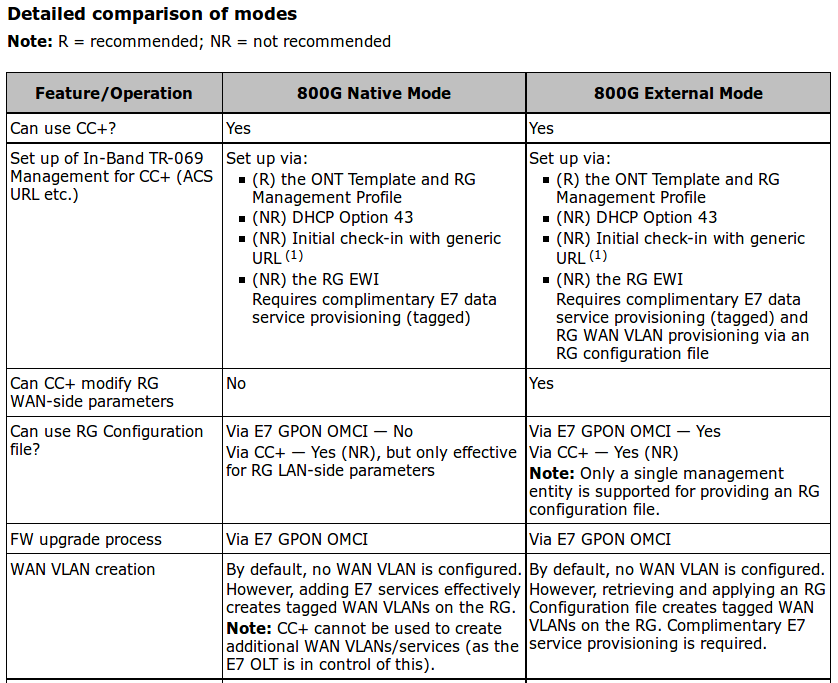 Detailed comparison of modes
Note: R = recommended; NR = not recommended
Feature/Operation
800G Native Mode
800G External Mode
Can use CC+?
Yes
Yes
Set up of In-Band TR-069
Management for CC+ (ACS
URL etc.)
Set up via:
▪ (R) the ONT Template and RG
Management Profile
▪ (NR) DHCP Option 43
▪ (NR) Initial check-in with generic
URL (1)
▪ (NR) the RG EWI
Requires complimentary E7 data
service provisioning (tagged)
Set up via:
▪ (R) the ONT Template and RG
Management Profile
▪ (NR) DHCP Option 43
▪ (NR) Initial check-in with generic
URL (1)
▪ (NR) the RG EWI
Requires complimentary E7 data
service provisioning (tagged) and
RG WAN VLAN provisioning via an
RG configuration file
Can CC+ modify RG
WAN-side parameters
No
Yes
Can use RG Configuration
file?
Via E7 GPON OMCI — No
Via CC+ — Yes (NR), but only effective
for RG LAN-side parameters
Via E7 GPON OMCI — Yes
Via CC+ — Yes (NR)
Note: Only a single management
entity is supported for providing an RG
configuration file.
FW upgrade process
Via E7 GPON OMCI
Via E7 GPON OMCI
WAN VLAN creation
By default, no WAN VLAN is configured.
However, adding E7 services effectively
creates tagged WAN VLANs on the RG.
Note: CC+ cannot be used to create
additional WAN VLANs/services (as the
E7 OLT is in control of this).
By default, no WAN VLAN is configured.
However, retrieving and applying an RG
Configuration file creates tagged WAN
VLANs on the RG. Complimentary E7
service provisioning is required.